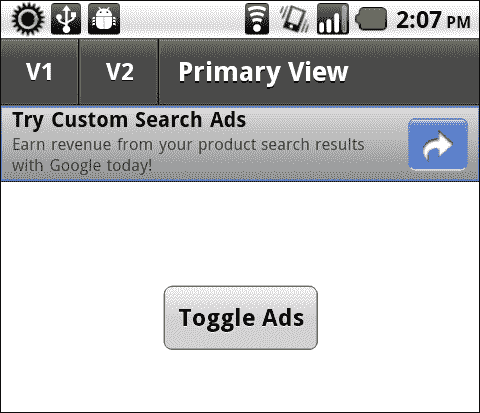 2:07 PM
V1 V2 Primary View
Try Custom Search Ads
Earn revenue from your product search results
with Google today!
Toggle Ads